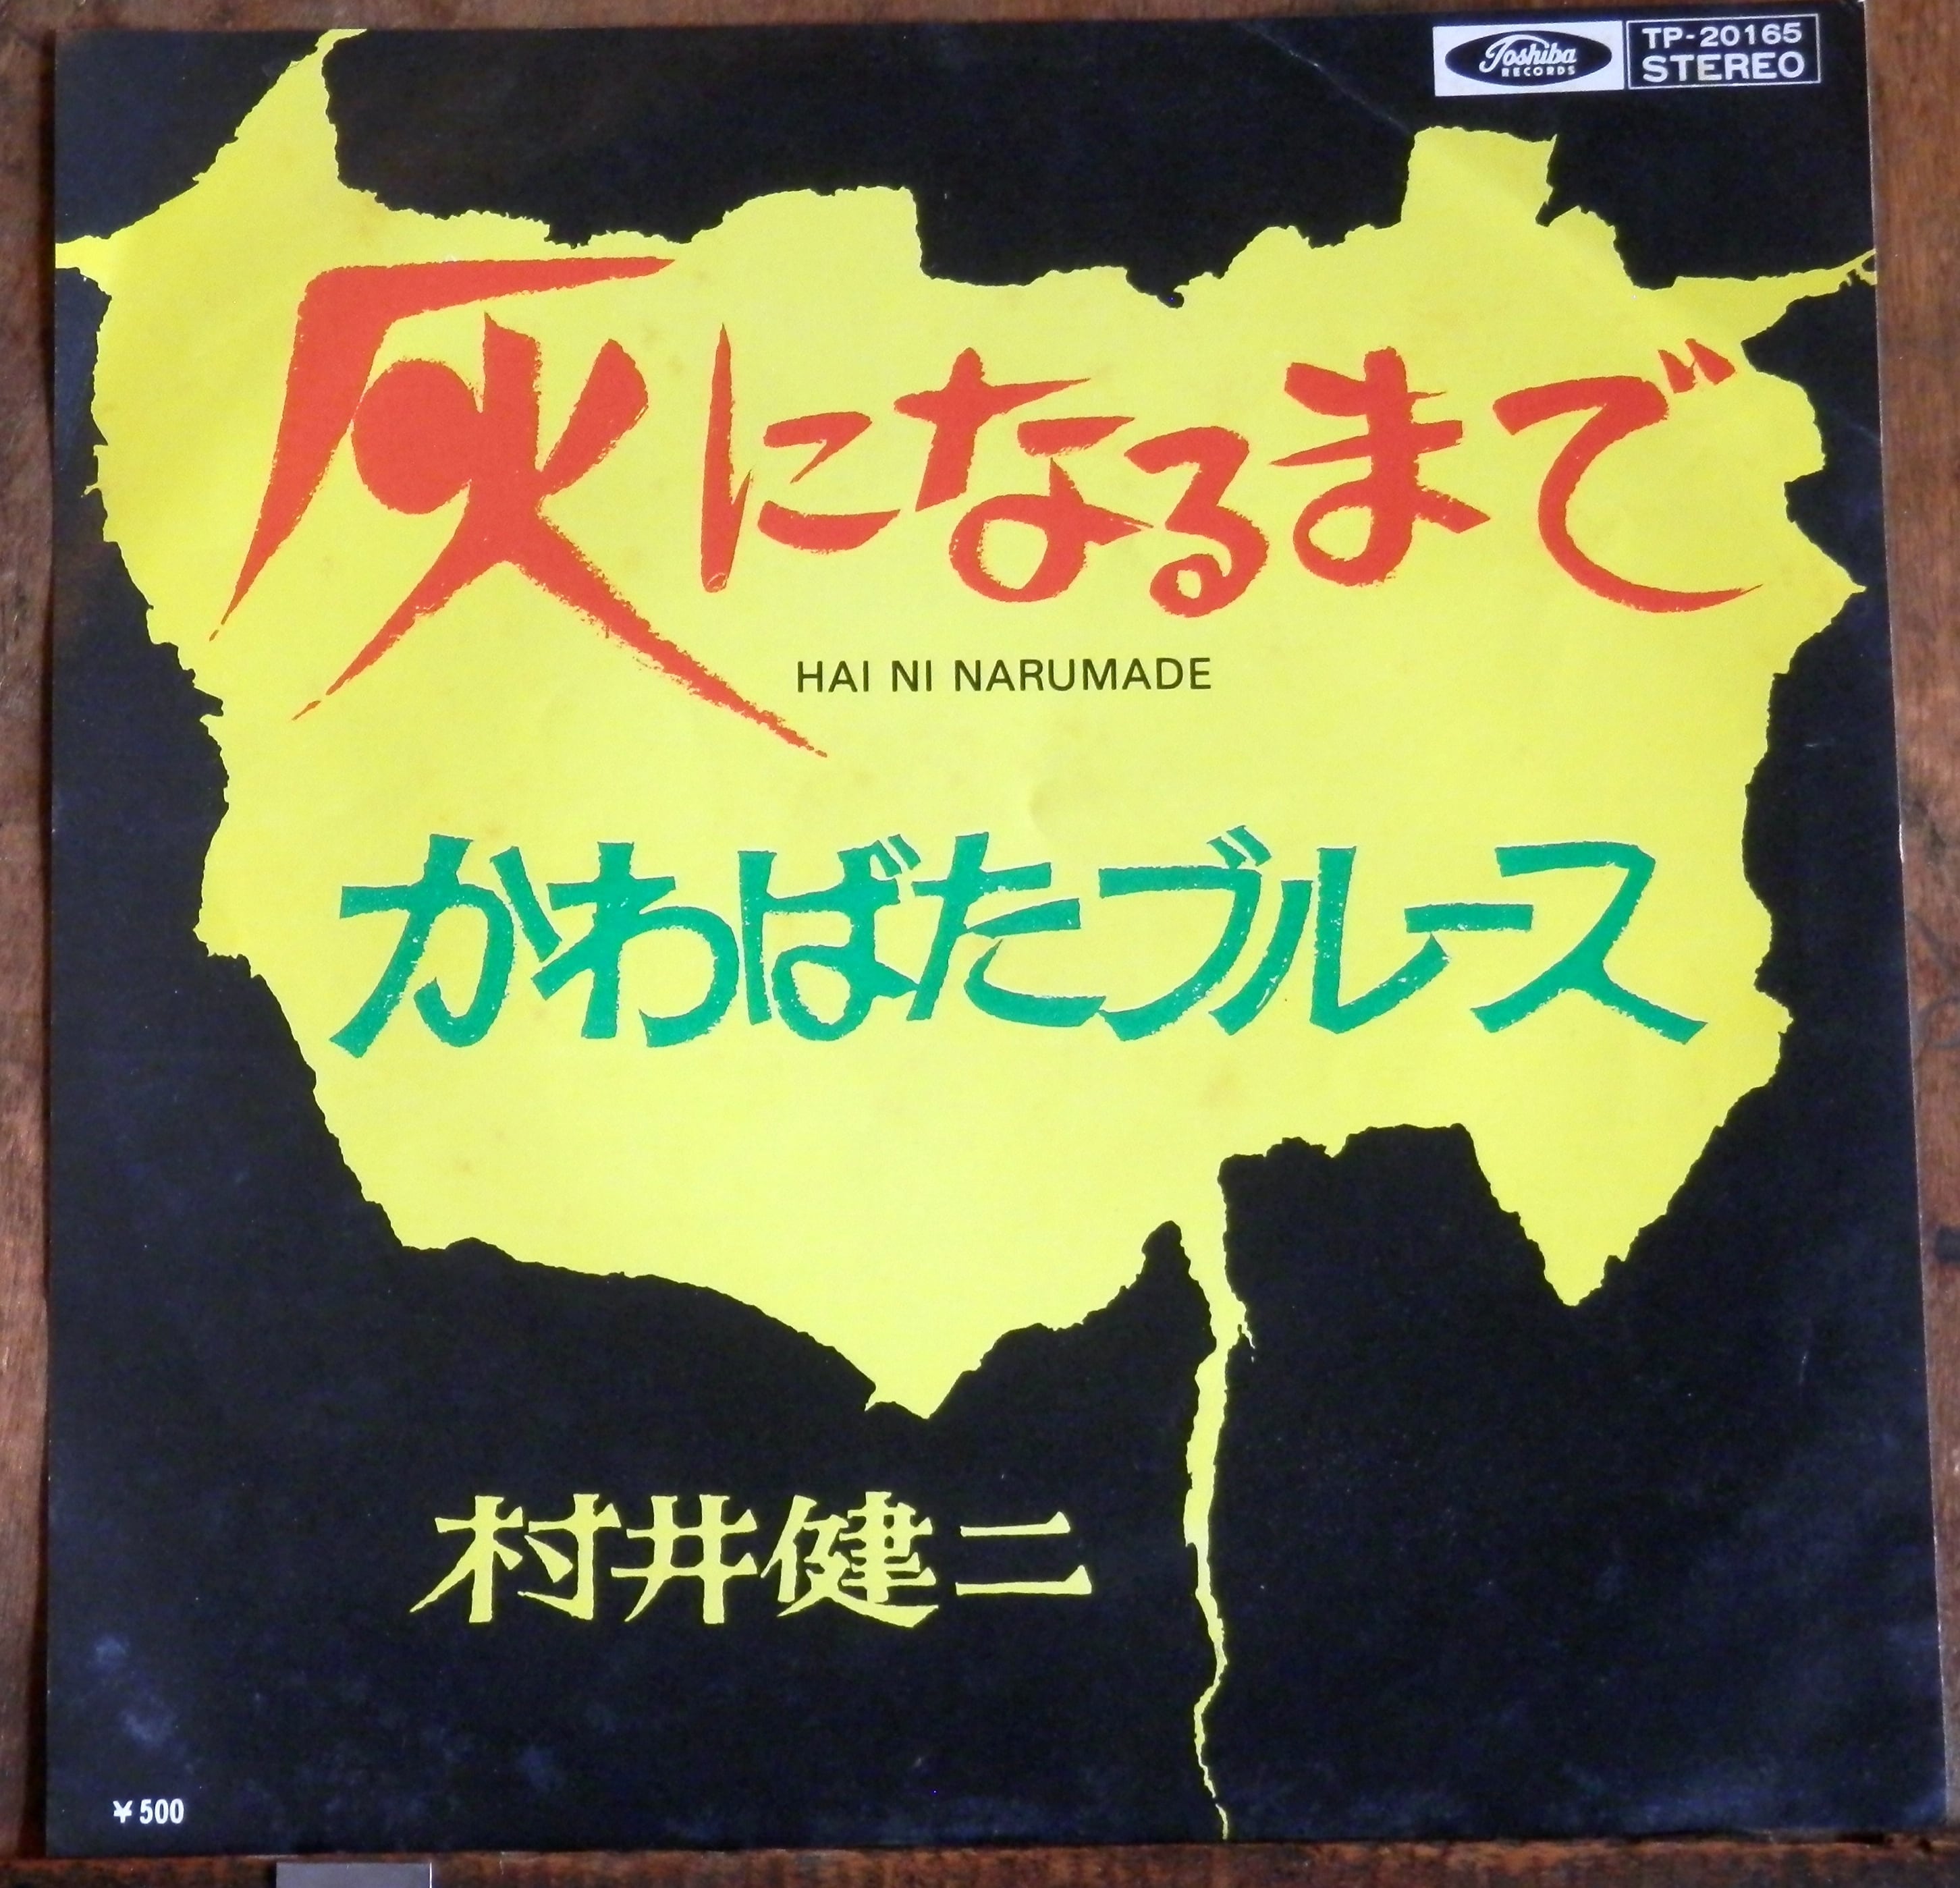 Toshiba
RECORDS
TP-20165
STEREO
灰になるまで
HAI NI NARUMADE
かわばたブルース
村井健二
¥500